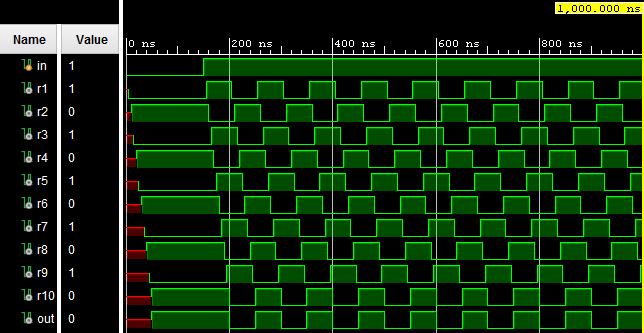 1,000.000 ns
Name Value
0 ns 200 ns 400 ns 600 ns 800 ns
in 1
r1 1
r2 0
r3 1
r4 0
r5 1
r6 0
r7 1
r8 0
r9 1
r10 0
out 0